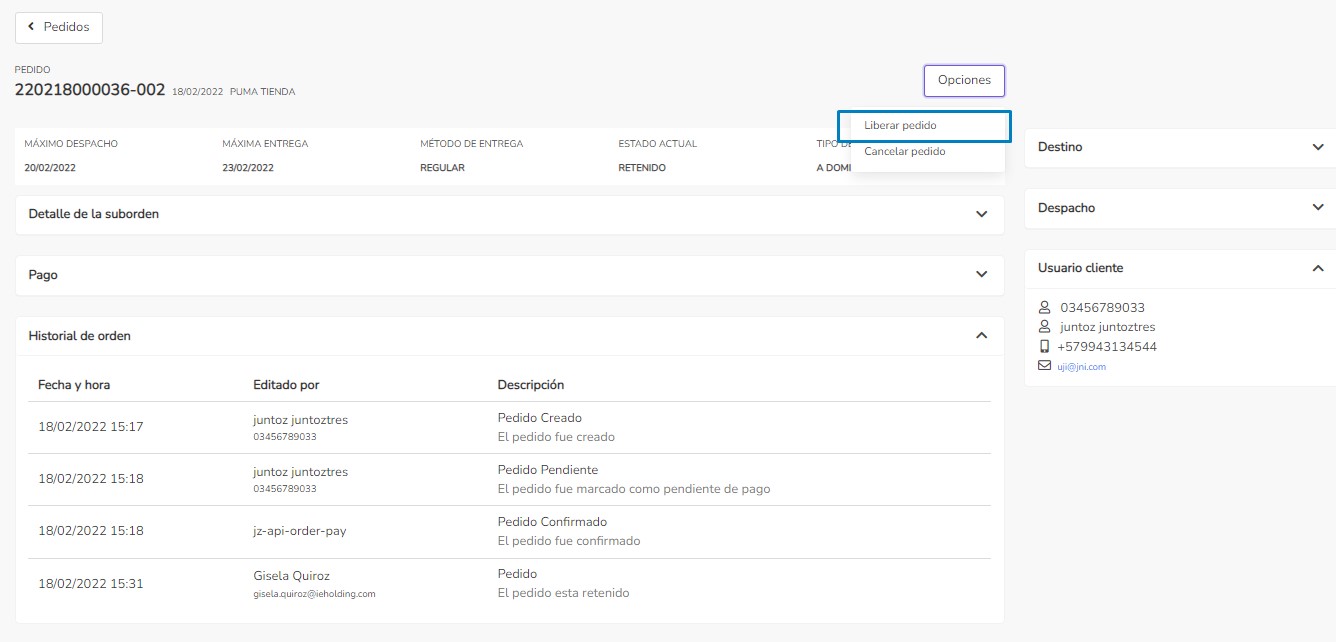 Pedidos
PEDIDO
220218000036-002 18/02/2022 PUMA TIENDA
Opciones
Liberar pedido
Cancelar pedido
MÁXIMO DESPACHO MÁXIMA ENTREGA MÉTODO DE ENTREGA ESTADO ACTUAL TIPO DE
20/02/2022 23/02/2022 REGULAR RETENIDO A DOMI
Detalle de la suborden
Pago
Historial de orden
Fecha y hora Editado por Descripción
18/02/2022 15:17 juntoz juntoztres Pedido Creado
03456789033 El pedido fue creado
18/02/2022 15:18 juntoz juntoztres Pedido Pendiente
03456789033 El pedido fue marcado como pendiente de pago
18/02/2022 15:18 jz-api-order-pay Pedido Confirmado
El pedido fue confirmado
18/02/2022 15:31 Gisela Quiroz Pedido
gisela.quiroz@ieholding.com El pedido esta retenido
Destino
Despacho
Usuario cliente
03456789033
juntoz juntoztres
+579943134544
uji@jni.com